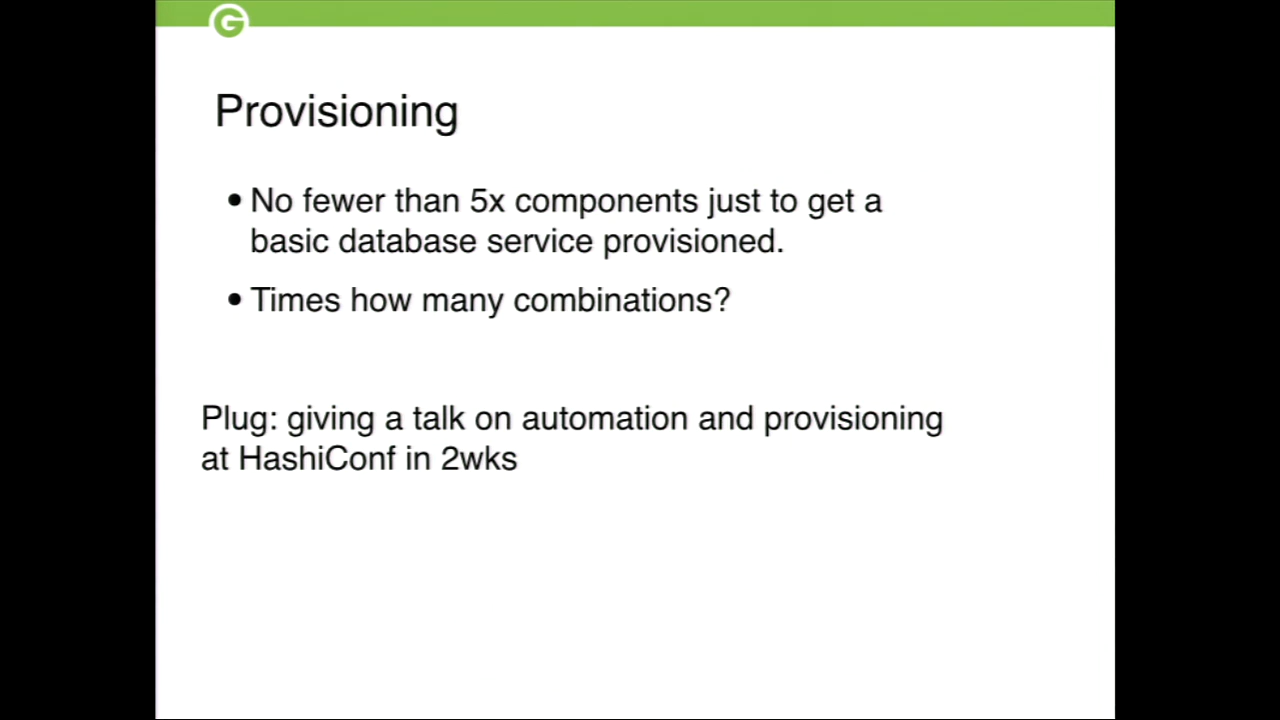 G
Provisioning
• No fewer than 5x components just to get a
basic database service provisioned.
• Times how many combinations?
Plug: giving a talk on automation and provisioning
at HashiConf in 2wks